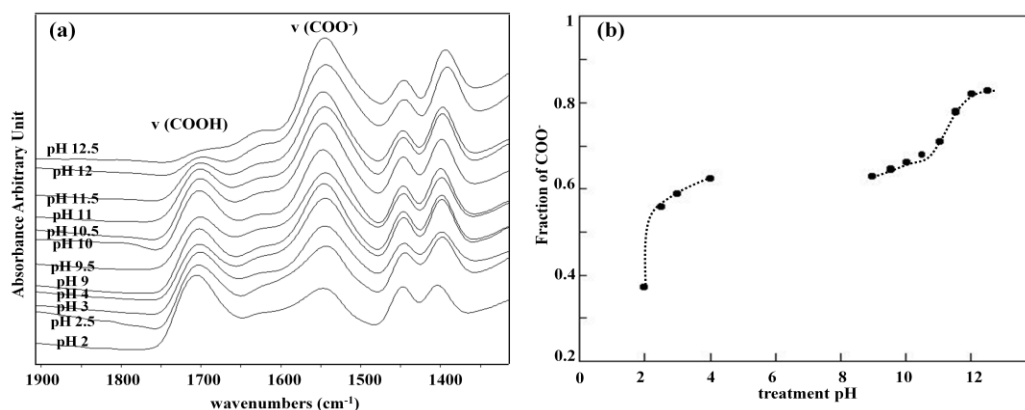 (a)
ν (COO⁻)
ν (COOH)
Absorbance Arbitrary Unit
pH 12.5
pH 12
pH 11.5
pH 11
pH 10.5
pH 10
pH 9.5
pH 9
pH 4
pH 3
pH 2.5
pH 2
1900 1800 1700 1600 1500 1400
wavenumbers (cm⁻¹)
(b)
Fraction of COO⁻
1
0.8
0.6
0.4
0.2
0 2 4 6 8 10 12
treatment pH